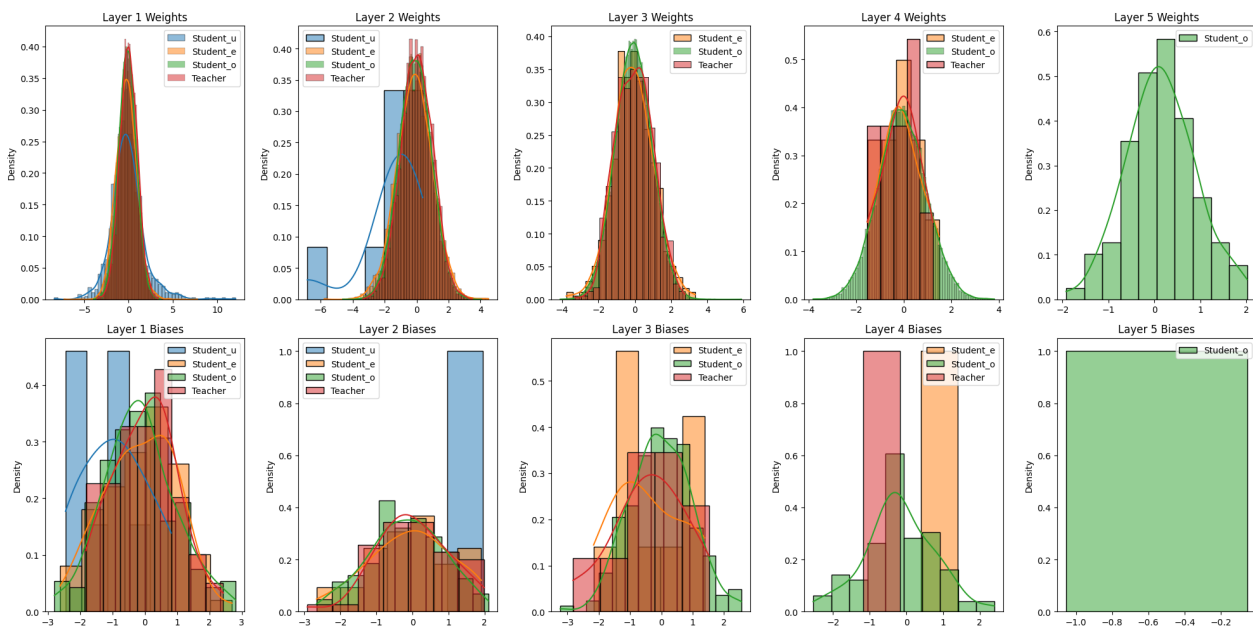 Layer 1 Weights
Density
0.40
0.35
0.30
0.25
0.20
0.15
0.10
0.05
0.00
−5
0
5
10
Student_u
Student_e
Student_o
Teacher
Layer 2 Weights
Density
0.40
0.35
0.30
0.25
0.20
0.15
0.10
0.05
0.00
−6
−4
−2
0
2
4
Student_u
Student_e
Student_o
Teacher
Layer 3 Weights
Density
0.40
0.35
0.30
0.25
0.20
0.15
0.10
0.05
0.00
−4
−2
0
2
4
6
Student_e
Student_o
Teacher
Layer 4 Weights
Density
0.5
0.4
0.3
0.2
0.1
0.0
−4
−2
0
2
4
Student_e
Student_o
Teacher
Layer 5 Weights
Density
0.6
0.5
0.4
0.3
0.2
0.1
0.0
−2
−1
0
1
2
Student_o
Layer 1 Biases
Density
0.4
0.3
0.2
0.1
0.0
−3
−2
−1
0
1
2
3
Student_u
Student_e
Student_o
Teacher
Layer 2 Biases
Density
1.0
0.8
0.6
0.4
0.2
0.0
−3
−2
−1
0
1
2
Student_u
Student_e
Student_o
Teacher
Layer 3 Biases
Density
0.5
0.4
0.3
0.2
0.1
0.0
−3
−2
−1
0
1
2
Student_e
Student_o
Teacher
Layer 4 Biases
Density
1.0
0.8
0.6
0.4
0.2
0.0
−2
−1
0
1
2
Student_e
Student_o
Teacher
Layer 5 Biases
Density
1.0
0.8
0.6
0.4
0.2
0.0
−1.0
−0.8
−0.6
−0.4
−0.2
Student_o